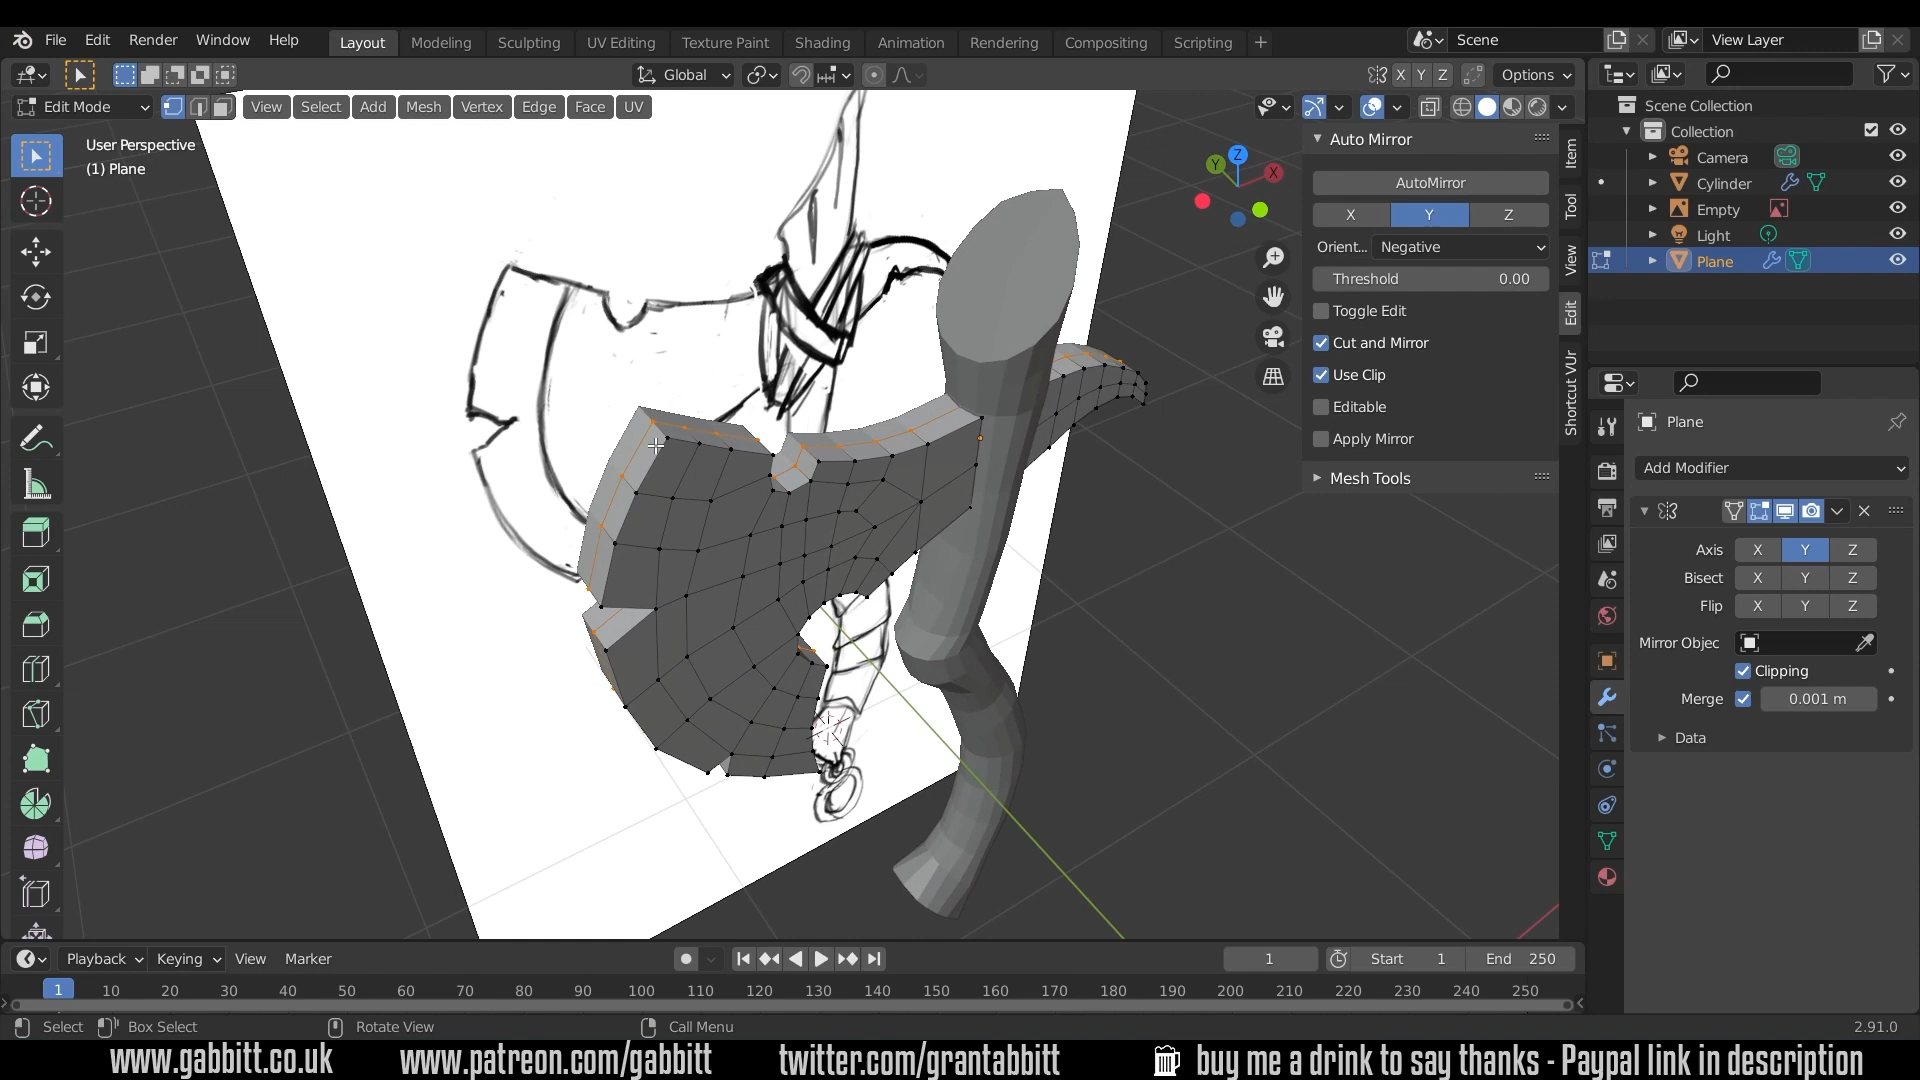 File Edit Render Window Help Layout Modeling Sculpting UV Editing Texture Paint Shading Animation Rendering Compositing Scripting + Scene View Layer
Global X Y Z Options
Edit Mode View Select Add Mesh Vertex Edge Face UV
User Perspective
(1) Plane
Z
Y
X
Auto Mirror
AutoMirror
X Y Z
Orient... Negative
Threshold 0.00
Toggle Edit
Cut and Mirror
Use Clip
Editable
Apply Mirror
Mesh Tools
Item
Tool
View
Edit
Shortcut VUr
Scene Collection
Collection
Camera
Cylinder
Empty
Light
Plane
Plane
Add Modifier
Axis X Y Z
Bisect X Y Z
Flip X Y Z
Mirror Objec
Clipping
Merge 0.001 m
Data
Playback Keying View Marker 1 Start 1 End 250
1 10 20 30 40 50 60 70 80 90 100 110 120 130 140 150 160 170 180 190 200 210 220 230 240 250
Select Box Select Rotate View Call Menu 2.91.0
www.gabbitt.co.uk www.patreon.com/gabbitt twitter.com/grantabbitt buy me a drink to say thanks - Paypal link in description